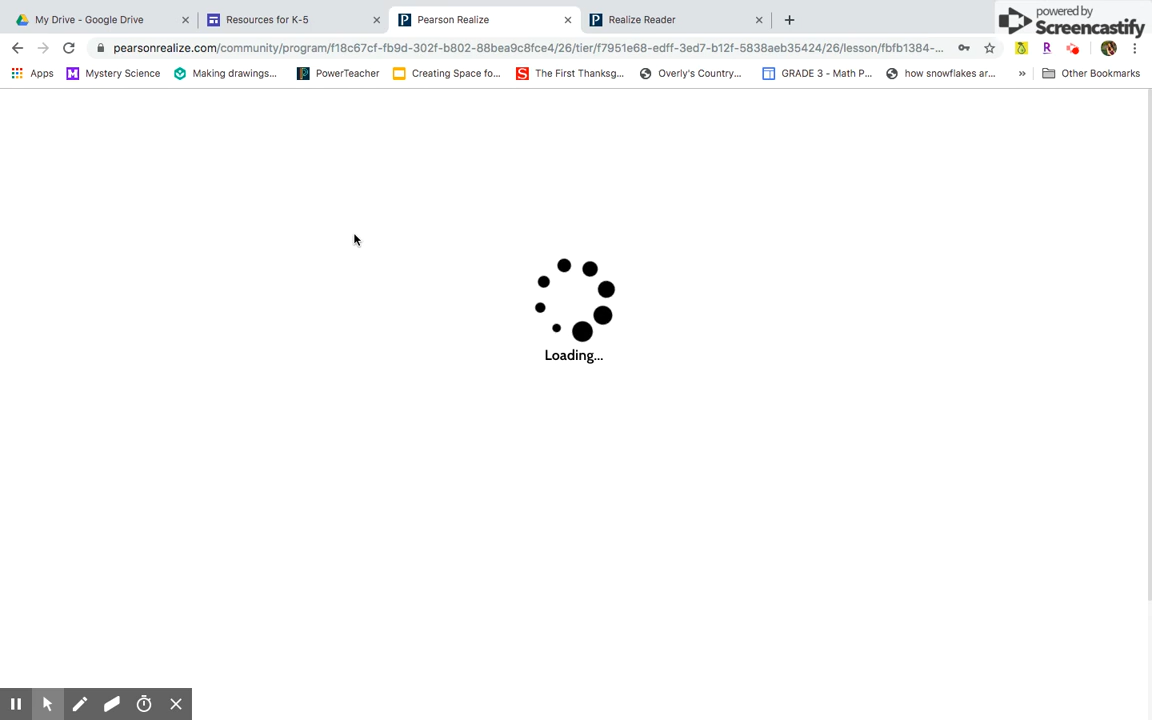 My Drive - Google Drive
Resources for K-5
Pearson Realize
Realize Reader
powered by
Screencastify
pearsonrealize.com/community/program/f18c67cf-fb9d-302f-b802-88bea9c8fce4/26/tier/f7951e68-edff-3ed7-b12f-5838aeb35424/26/lesson/fbfb1384-...
Apps
Mystery Science
Making drawings...
PowerTeacher
Creating Space fo...
The First Thanksg...
Overly's Country...
GRADE 3 - Math P...
how snowflakes ar...
»
Other Bookmarks
Loading...